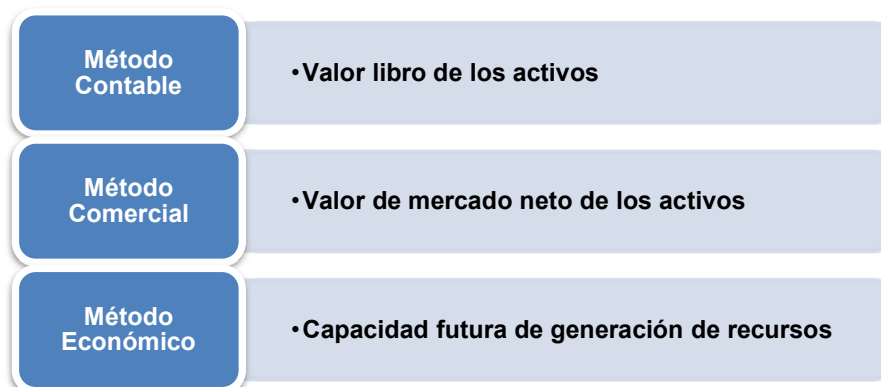 Método
Contable
•Valor libro de los activos
Método
Comercial
•Valor de mercado neto de los activos
Método
Económico
•Capacidad futura de generación de recursos